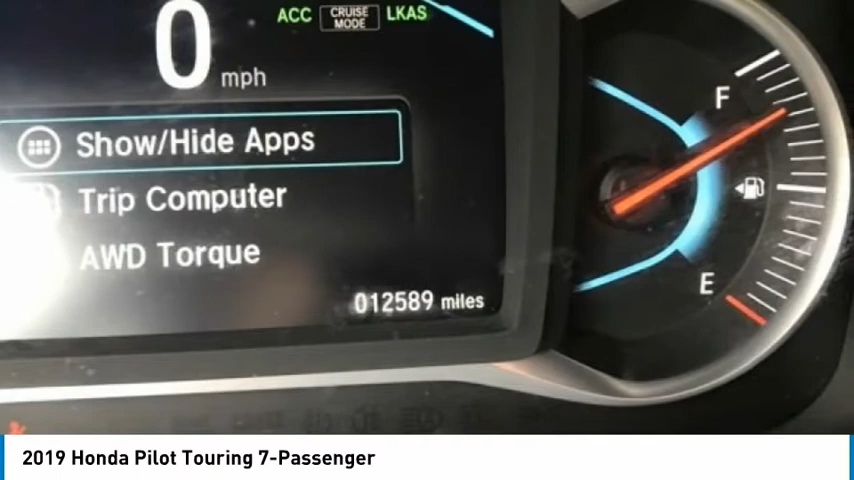 ACC CRUISE MODE LKAS
0 mph
F
Show/Hide Apps
Trip Computer
AWD Torque
E
012589 miles
2019 Honda Pilot Touring 7-Passenger